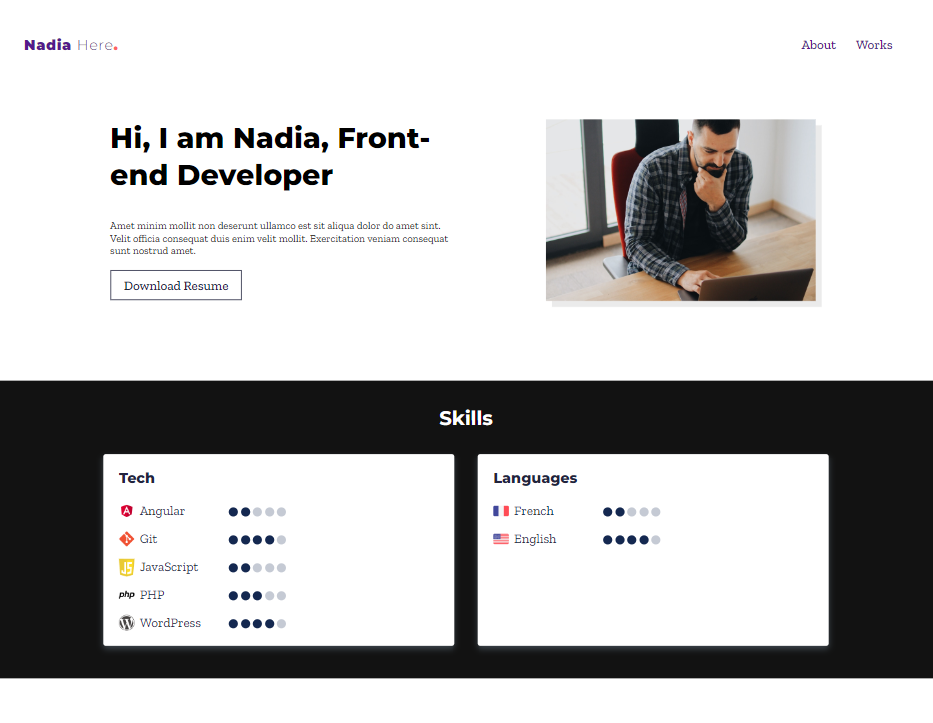 Nadia Here.
About Works
Hi, I am Nadia, Front-
end Developer
Amet minim mollit non deserunt ullamco est sit aliqua dolor do amet sint.
Velit officia consequat duis enim velit mollit. Exercitation veniam consequat
sunt nostrud amet.
Download Resume
Skills
Tech
Angular
Git
JavaScript
php PHP
WordPress
Languages
French
English